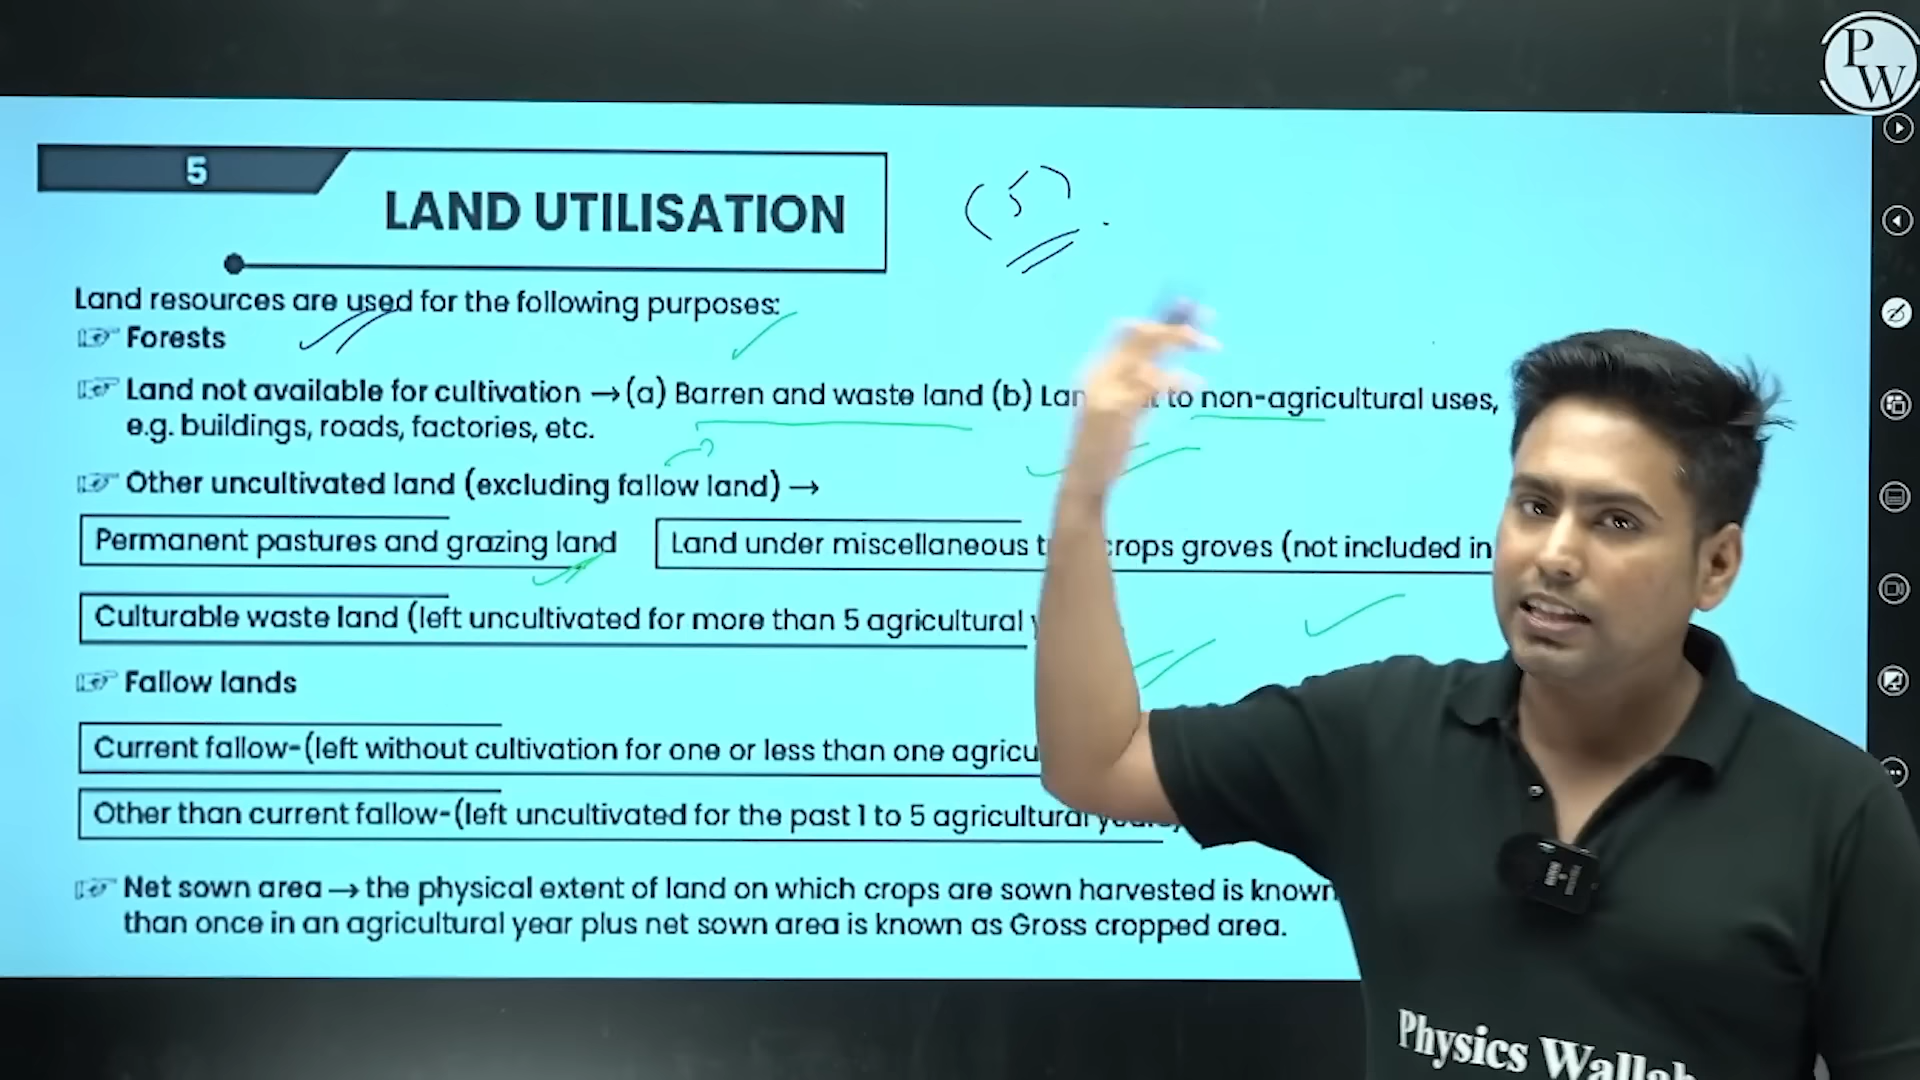 PW
5
LAND UTILISATION
(5)
Land resources are used for the following purposes:
Forests
Land not available for cultivation → (a) Barren and waste land (b) to non-agricultural uses,
e.g. buildings, roads, factories, etc.
Other uncultivated land (excluding fallow land) →
Permanent pastures and grazing land
Land under miscellaneous crops groves (not included in
Culturable waste land (left uncultivated for more than 5 agricultural
Fallow lands
Current fallow-(left without cultivation for one or less than one
Other than current fallow-(left uncultivated for the past 1 to 5 agricultural
Net sown area → the physical extent of land on which crops are sown harvested is known
than once in an agricultural year plus net sown area is known as Gross cropped area.
Physics Wallah